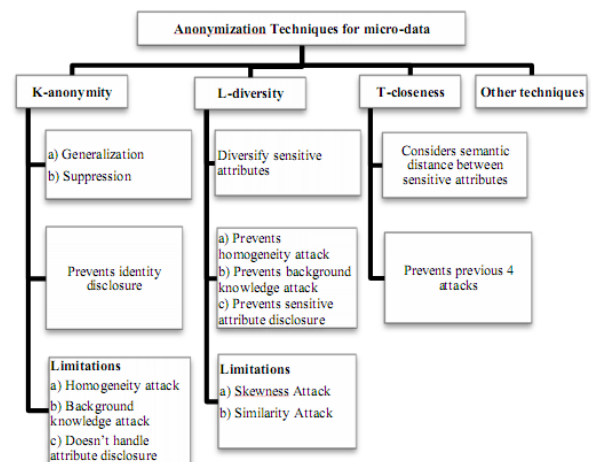 Anonymization Techniques for micro-data
K-anonymity
L-diversity
T-closeness
Other techniques
a) Generalization
b) Suppression
Prevents identity
disclosure
Limitations
a) Homogeneity attack
b) Background
knowledge attack
c) Doesn't handle
attribute disclosure
Diversify sensitive
attributes
a) Prevents
homogeneity attack
b) Prevents background
knowledge attack
c) Prevents sensitive
attribute disclosure
Limitations
a) Skewness Attack
b) Similarity Attack
Considers semantic
distance between
sensitive attributes
Prevents previous 4
attacks